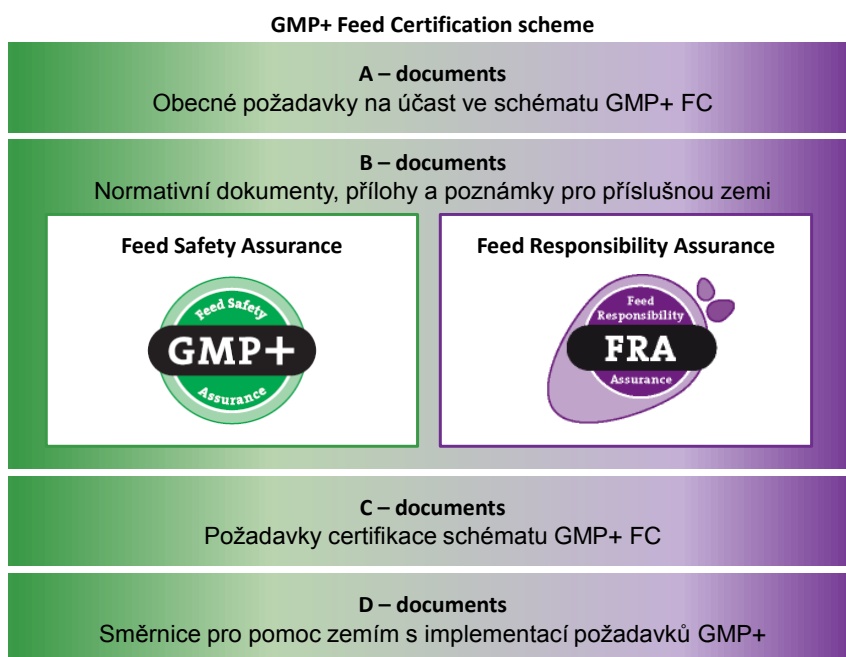 GMP+ Feed Certification scheme
A – documents
Obecné požadavky na účast ve schématu GMP+ FC
B – documents
Normativní dokumenty, přílohy a poznámky pro příslušnou zemi
Feed Safety Assurance
Feed Safety
GMP+
Assurance
Feed Responsibility Assurance
Feed
Responsibility
FRA
Assurance
C – documents
Požadavky certifikace schématu GMP+ FC
D – documents
Směrnice pro pomoc zemím s implementací požadavků GMP+